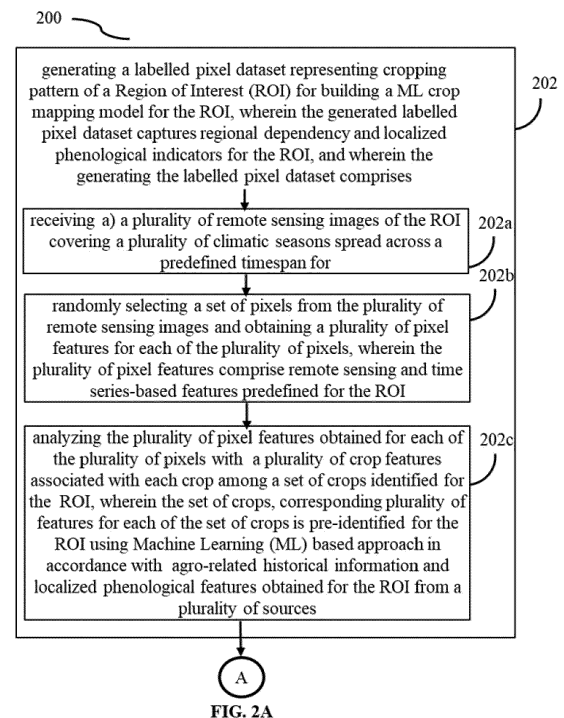 200
generating a labelled pixel dataset representing cropping
pattern of a Region of Interest (ROI) for building a ML crop
mapping model for the ROI, wherein the generated labelled
pixel dataset captures regional dependency and localized
phenological indicators for the ROI, and wherein the
generating the labelled pixel dataset comprises
202
receiving a) a plurality of remote sensing images of the ROI
covering a plurality of climatic seasons spread across a
predefined timespan for
202a
202b
randomly selecting a set of pixels from the plurality of
remote sensing images and obtaining a plurality of pixel
features for each of the plurality of pixels, wherein the
plurality of pixel features comprise remote sensing and time
series-based features predefined for the ROI
202c
analyzing the plurality of pixel features obtained for each of
the plurality of pixels with a plurality of crop features
associated with each crop among a set of crops identified for
the ROI, wherein the set of crops, corresponding plurality of
features for each of the set of crops is pre-identified for the
ROI using Machine Learning (ML) based approach in
accordance with agro-related historical information and
localized phenological features obtained for the ROI from a
plurality of sources
A
FIG. 2A